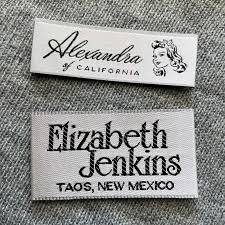 Alexandra
of CALIFORNIA
Elizabeth
Jenkins
TAOS, NEW MEXICO